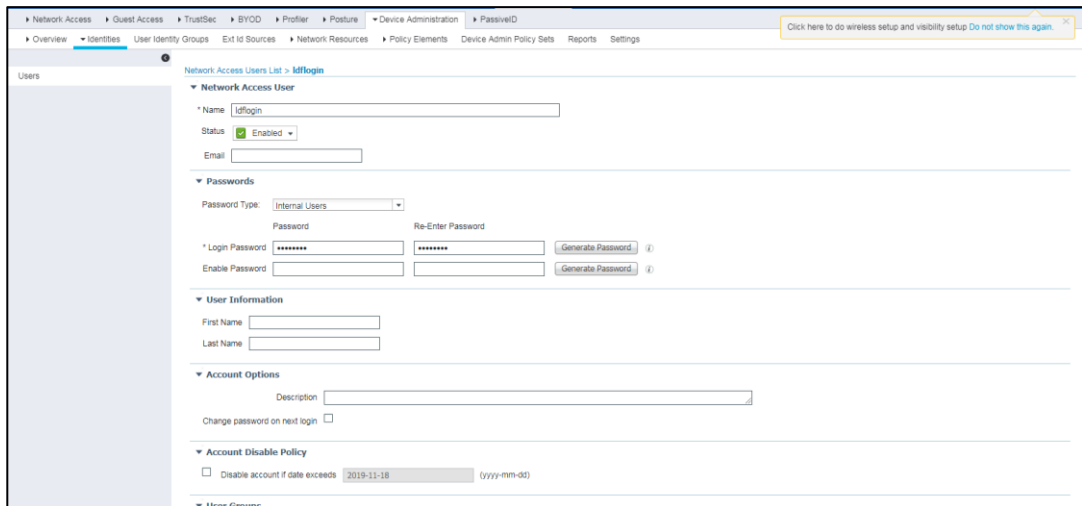 Network Access Guest Access TrustSec BYOD Profiler Posture Device Administration PassiveID
Click here to do wireless setup and visibility setup Do not show this again.
Overview Identities User Identity Groups Ext Id Sources Network Resources Policy Elements Device Admin Policy Sets Reports Settings
Users
Network Access Users List > ldflogin
Network Access User
* Name ldflogin
Status Enabled
Email
Passwords
Password Type: Internal Users
Password Re-Enter Password
* Login Password •••••••• •••••••• Generate Password
Enable Password Generate Password
User Information
First Name
Last Name
Account Options
Description
Change password on next login
Account Disable Policy
Disable account if date exceeds 2019-11-18 (yyyy-mm-dd)
User Groups